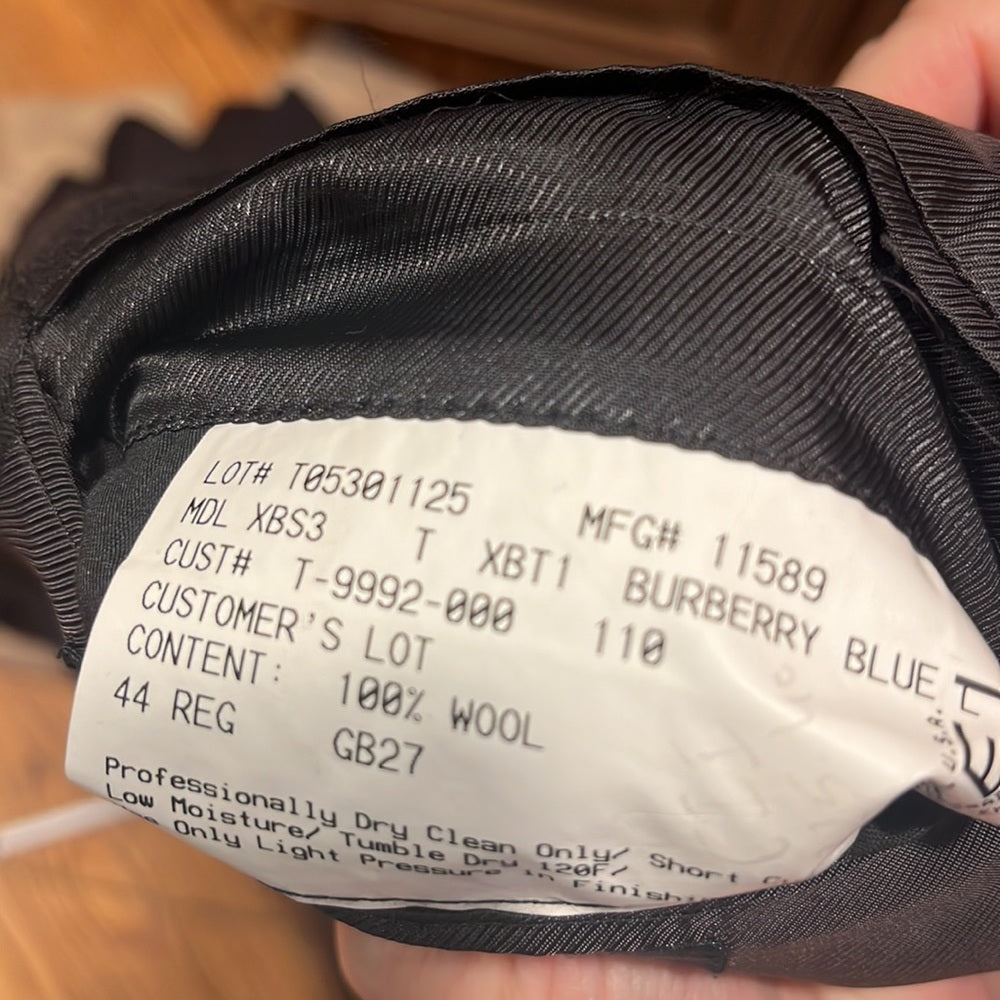 LOT# T05301125 MFG# 11589
MDL XBS3 T XBT1 BURBERRY BLUE
CUST# T-9992-000 110
CUSTOMER'S LOT
CONTENT: 100% WOOL
44 REG GB27
Professionally Dry Clean Only/ Short
Low Moisture/ Tumble Dry 120F/
Only Light Pressure in
U.S.A.